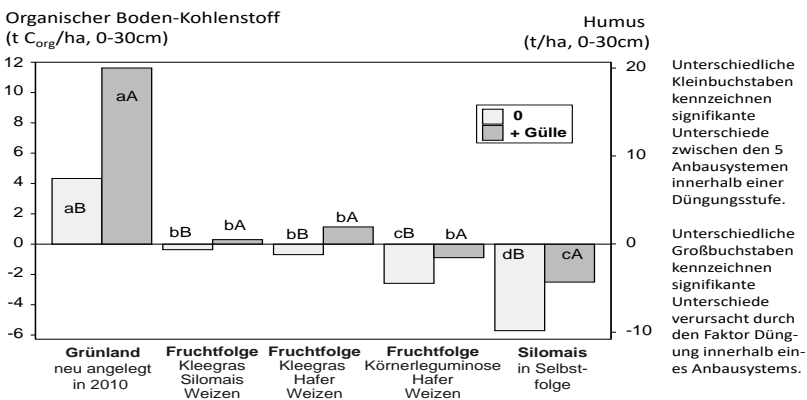 Organischer Boden-Kohlenstoff
(t Corg/ha, 0-30cm)
Humus
(t/ha, 0-30cm)
12
10
8
6
4
2
0
-2
-4
-6
20
10
0
-10
0
+ Gülle
aB
aA
bB
bA
bB
bA
cB
bA
dB
cA
Grünland
neu angelegt
in 2010
Fruchtfolge
Kleegras
Silomais
Weizen
Fruchtfolge
Kleegras
Hafer
Weizen
Fruchtfolge
Körnerleguminose
Hafer
Weizen
Silomais
in Selbst-
folge
Unterschiedliche
Kleinbuchstaben
kennzeichnen
signifikante
Unterschiede
zwischen den 5
Anbausystemen
innerhalb einer
Düngungsstufe.
Unterschiedliche
Großbuchstaben
kennzeichnen
signifikante
Unterschiede
verursacht durch
den Faktor Düng-
ung innerhalb ein-
es Anbausystems.